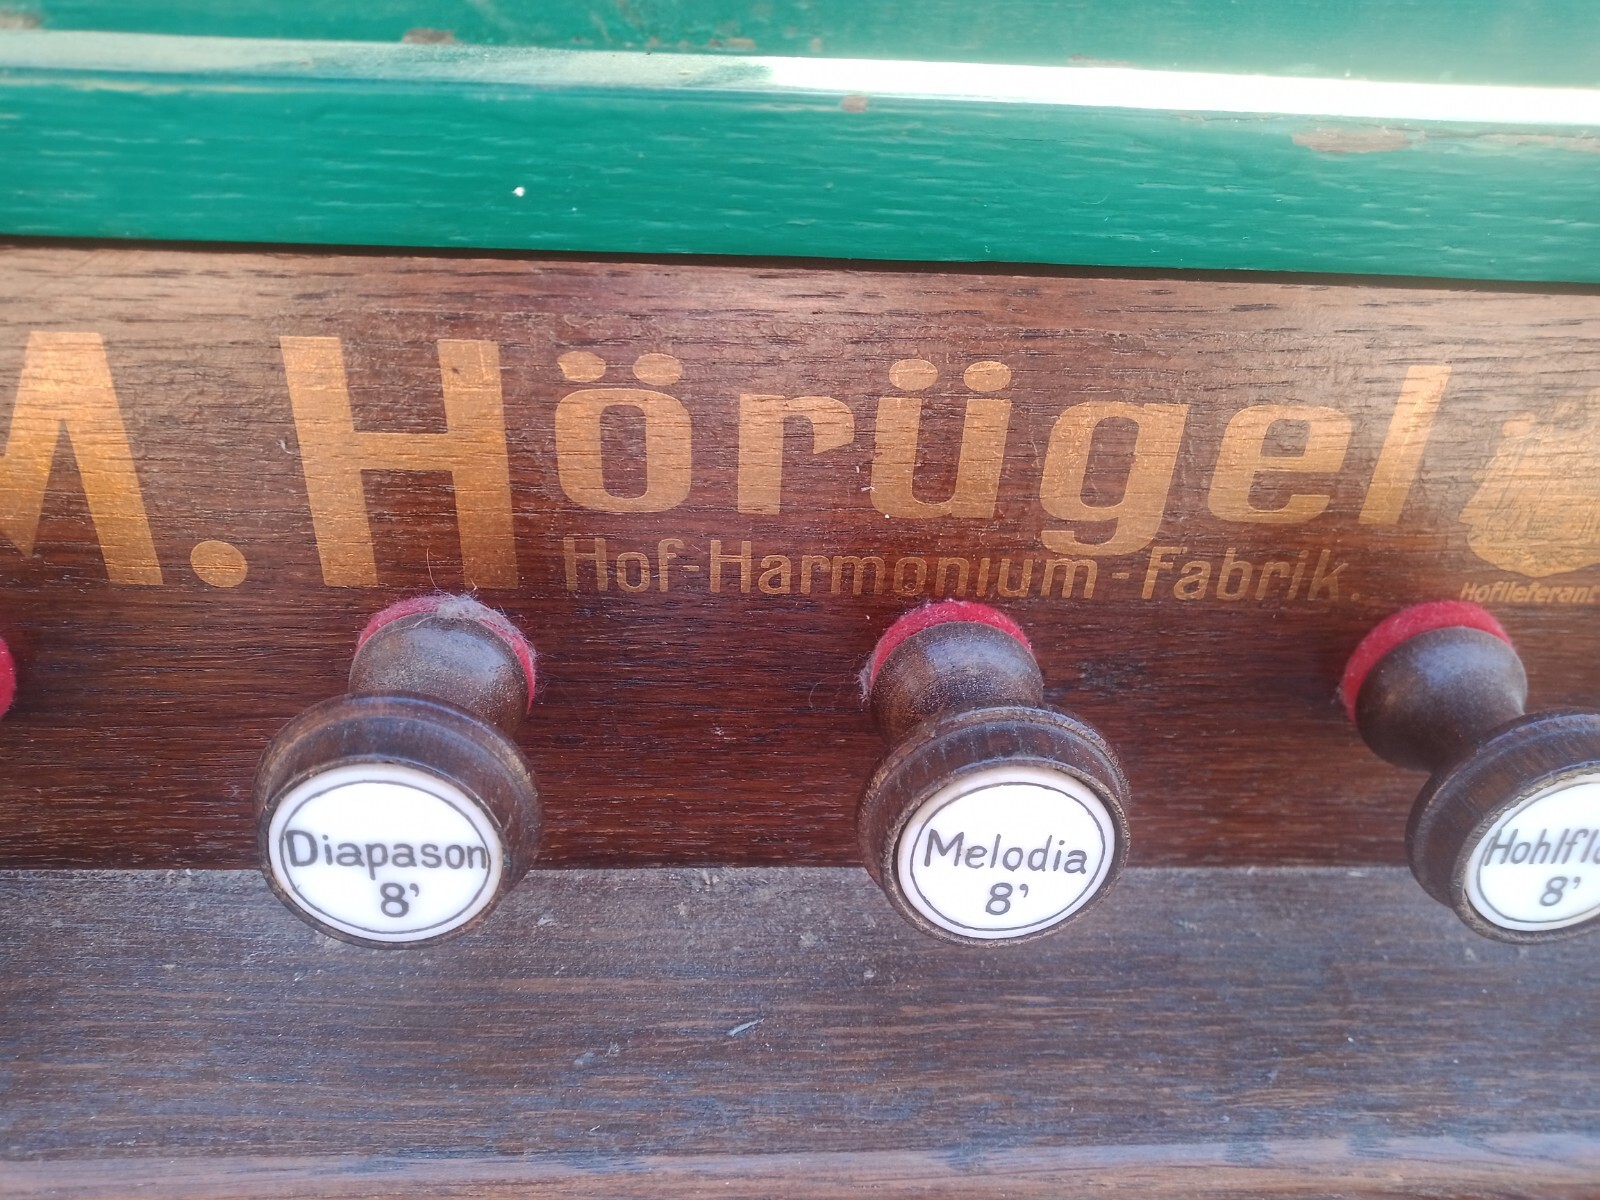 M. Hörügel
Hof-Harmonium-Fabrik.
Hoflieferant
Diapason
8'
Melodia
8'
8'